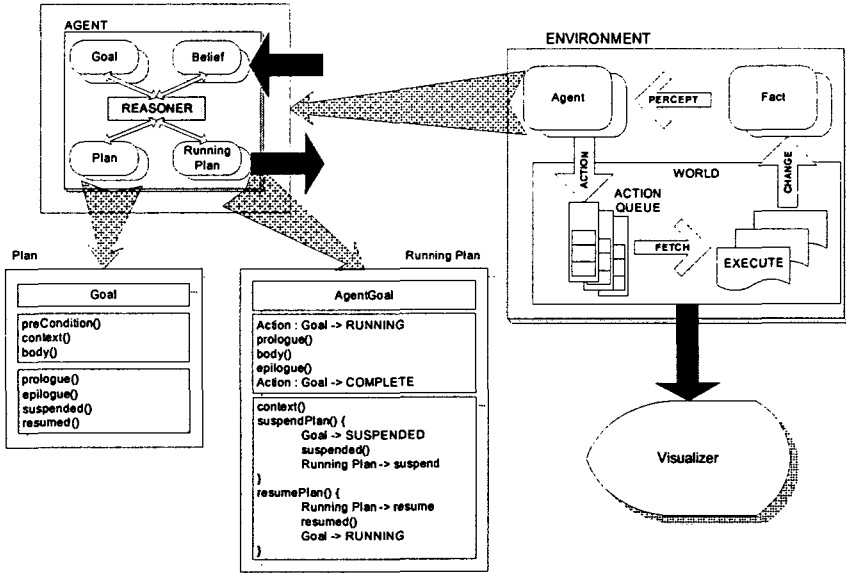 AGENT
Goal
Belief
REASONER
Plan
Running
Plan
ENVIRONMENT
Agent
PERCEPT
Fact
ACTION
WORLD
CHANGE
ACTION
QUEUE
FETCH
EXECUTE
Visualizer
Plan
Goal
preCondition()
context()
body()
prologue()
epilogue()
suspended()
resumed()
Running Plan
AgentGoal
Action : Goal -> RUNNING
prologue()
body()
epilogue()
Action : Goal -> COMPLETE
context()
suspendPlan() {
Goal -> SUSPENDED
suspended()
Running Plan -> suspend
}
resumePlan() {
Running Plan -> resume
resumed()
Goal -> RUNNING
}